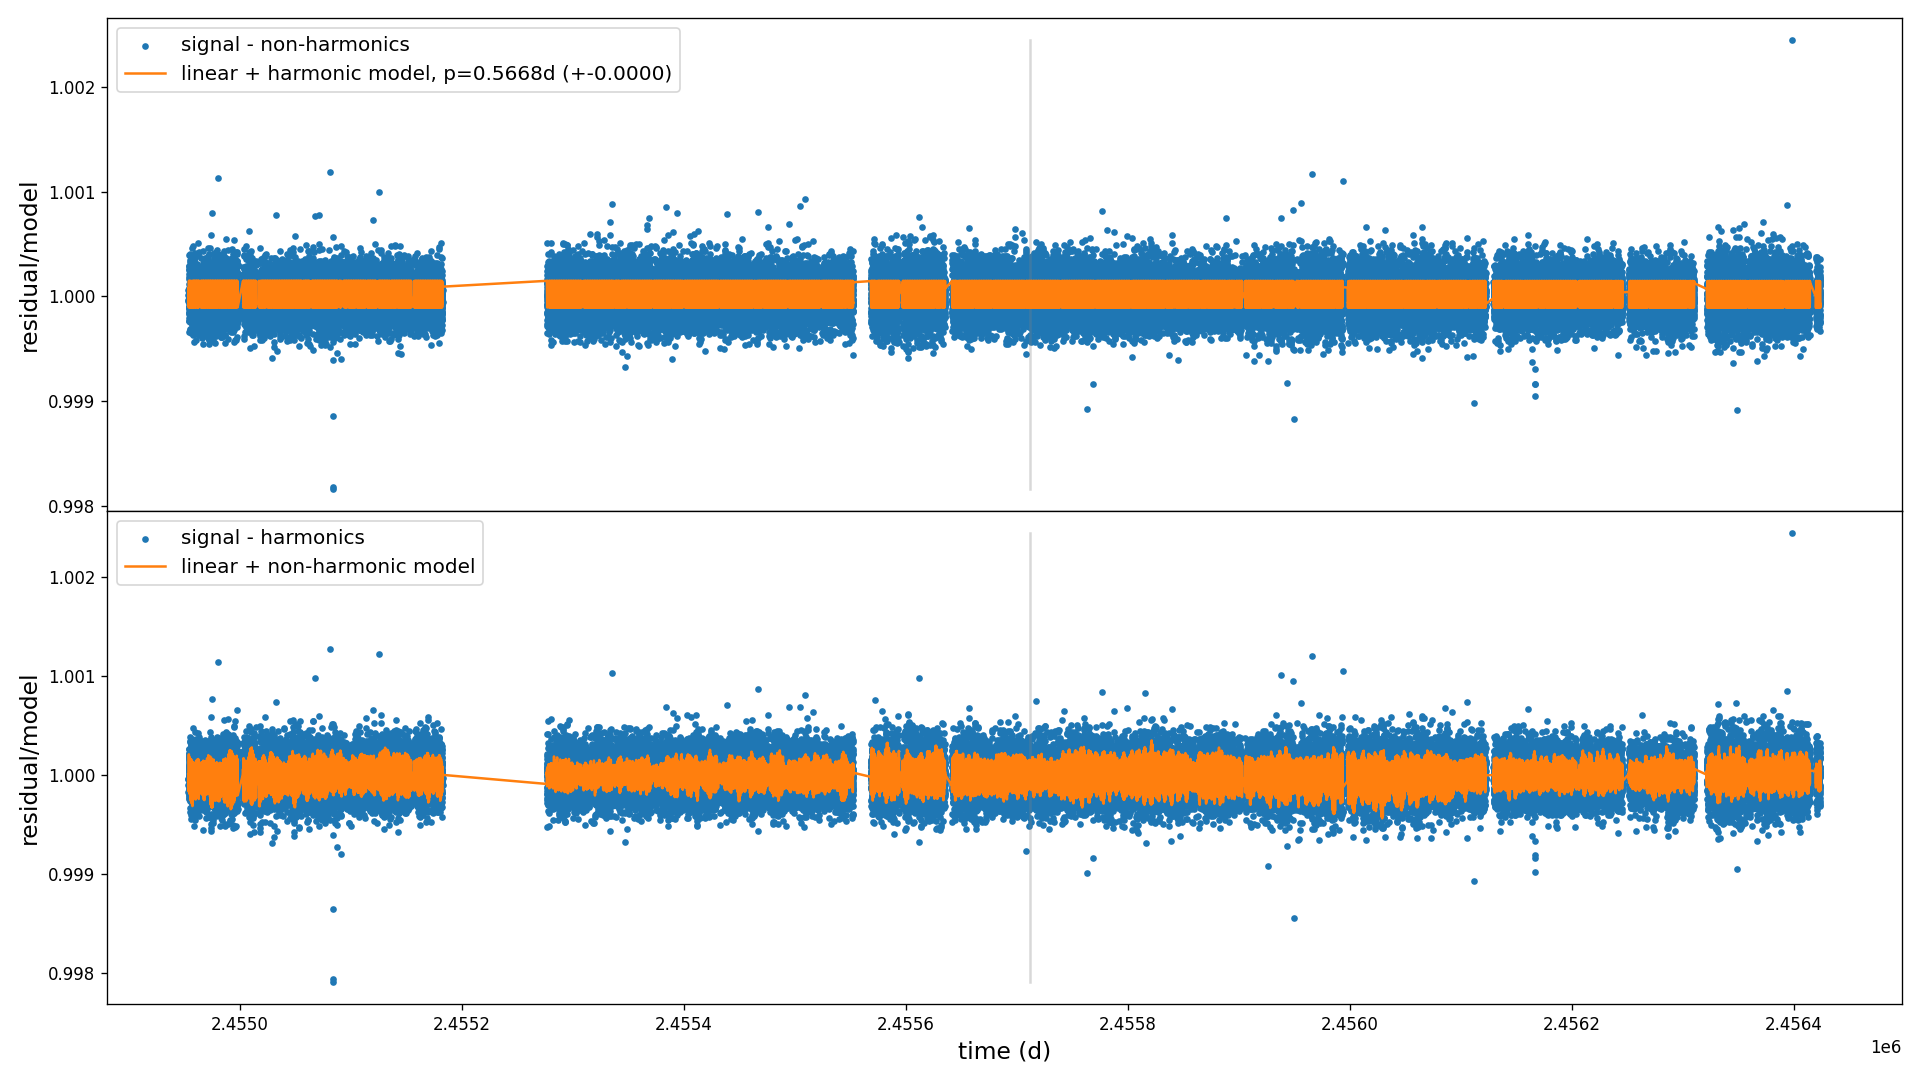 signal - non-harmonics
linear + harmonic model, p=0.5668d (+-0.0000)
residual/model
1.002
1.001
1.000
0.999
0.998
signal - harmonics
linear + non-harmonic model
residual/model
1.002
1.001
1.000
0.999
0.998
2.4550 2.4552 2.4554 2.4556 2.4558 2.4560 2.4562 2.4564
1e6
time (d)